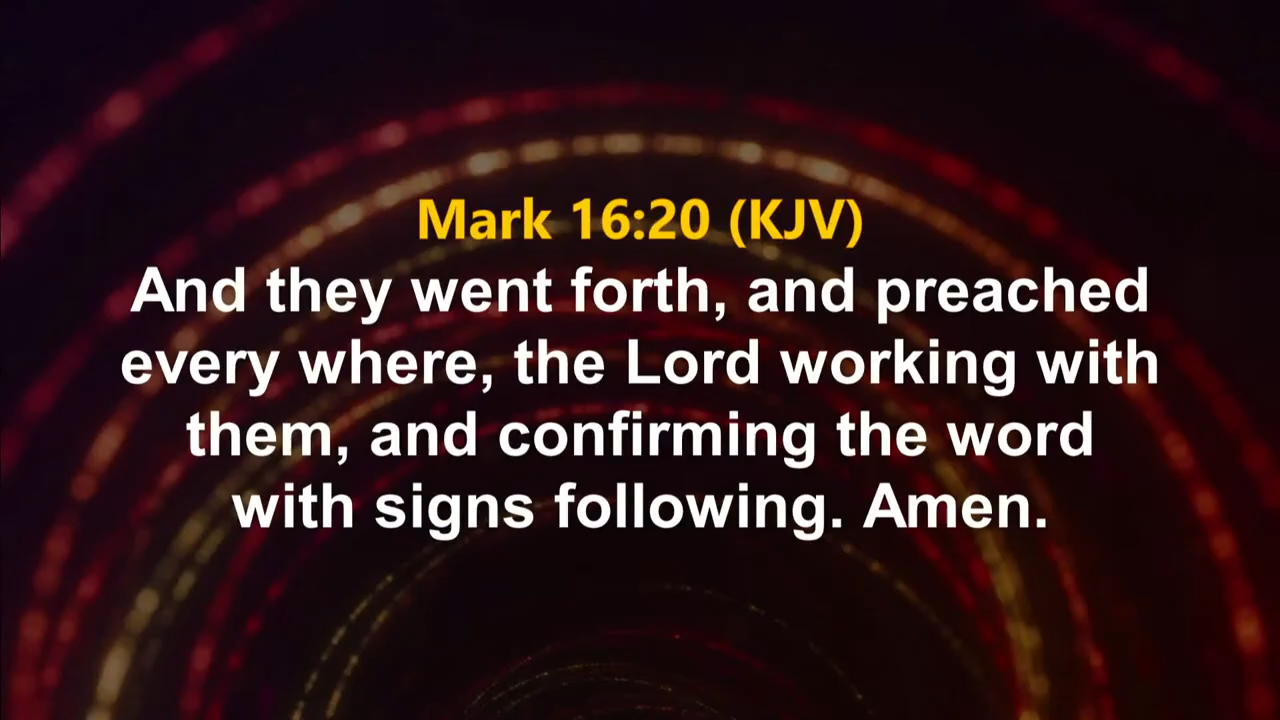 Mark 16:20 (KJV)
And they went forth, and preached
every where, the Lord working with
them, and confirming the word
with signs following. Amen.